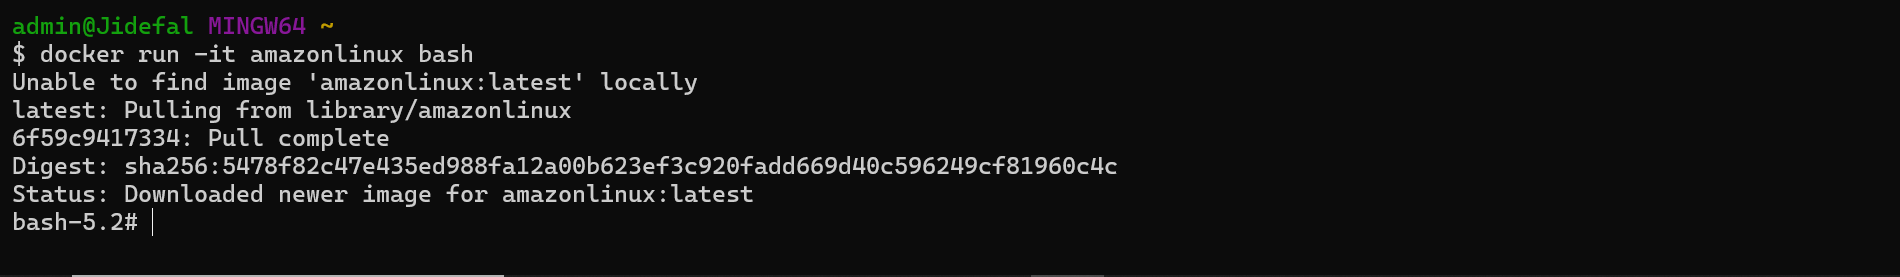 admin@Jidefal MINGW64 ~
$ docker run -it amazonlinux bash
Unable to find image 'amazonlinux:latest' locally
latest: Pulling from library/amazonlinux
6f59c9417334: Pull complete
Digest: sha256:5478f82c47e435ed988fa12a00b623ef3c920fadd669d40c596249cf81960c4c
Status: Downloaded newer image for amazonlinux:latest
bash-5.2#